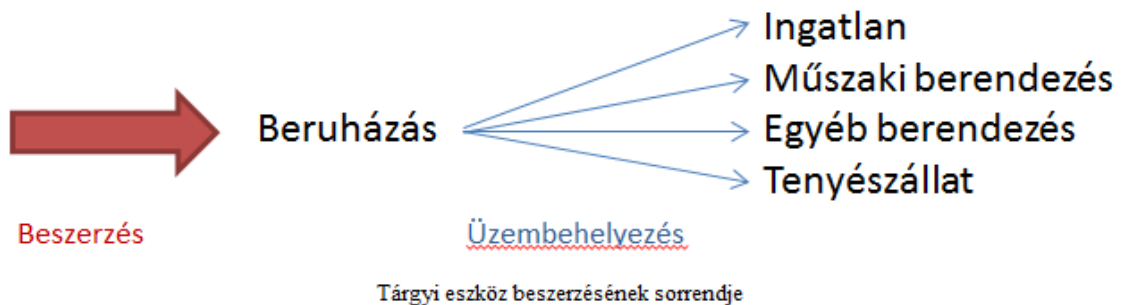 Ingatlan
Műszaki berendezés
Beruházás
Egyéb berendezés
Tenyészállat
Beszerzés
Üzembehelyezés
Tárgyi eszköz beszerzésének sorrendje